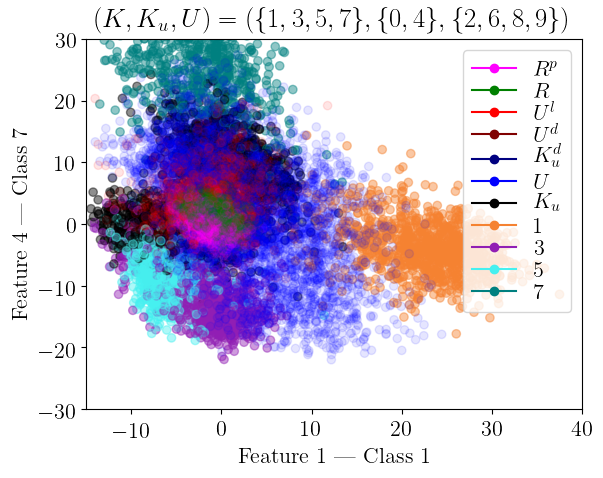 (K, K_u, U) = ({1, 3, 5, 7}, {0, 4}, {2, 6, 8, 9})
Feature 4 — Class 7
30
20
10
0
−10
−20
−30
R^p
R
U^l
U^d
K_u^d
U
K_u
1
3
5
7
−10
0
10
20
30
40
Feature 1 — Class 1